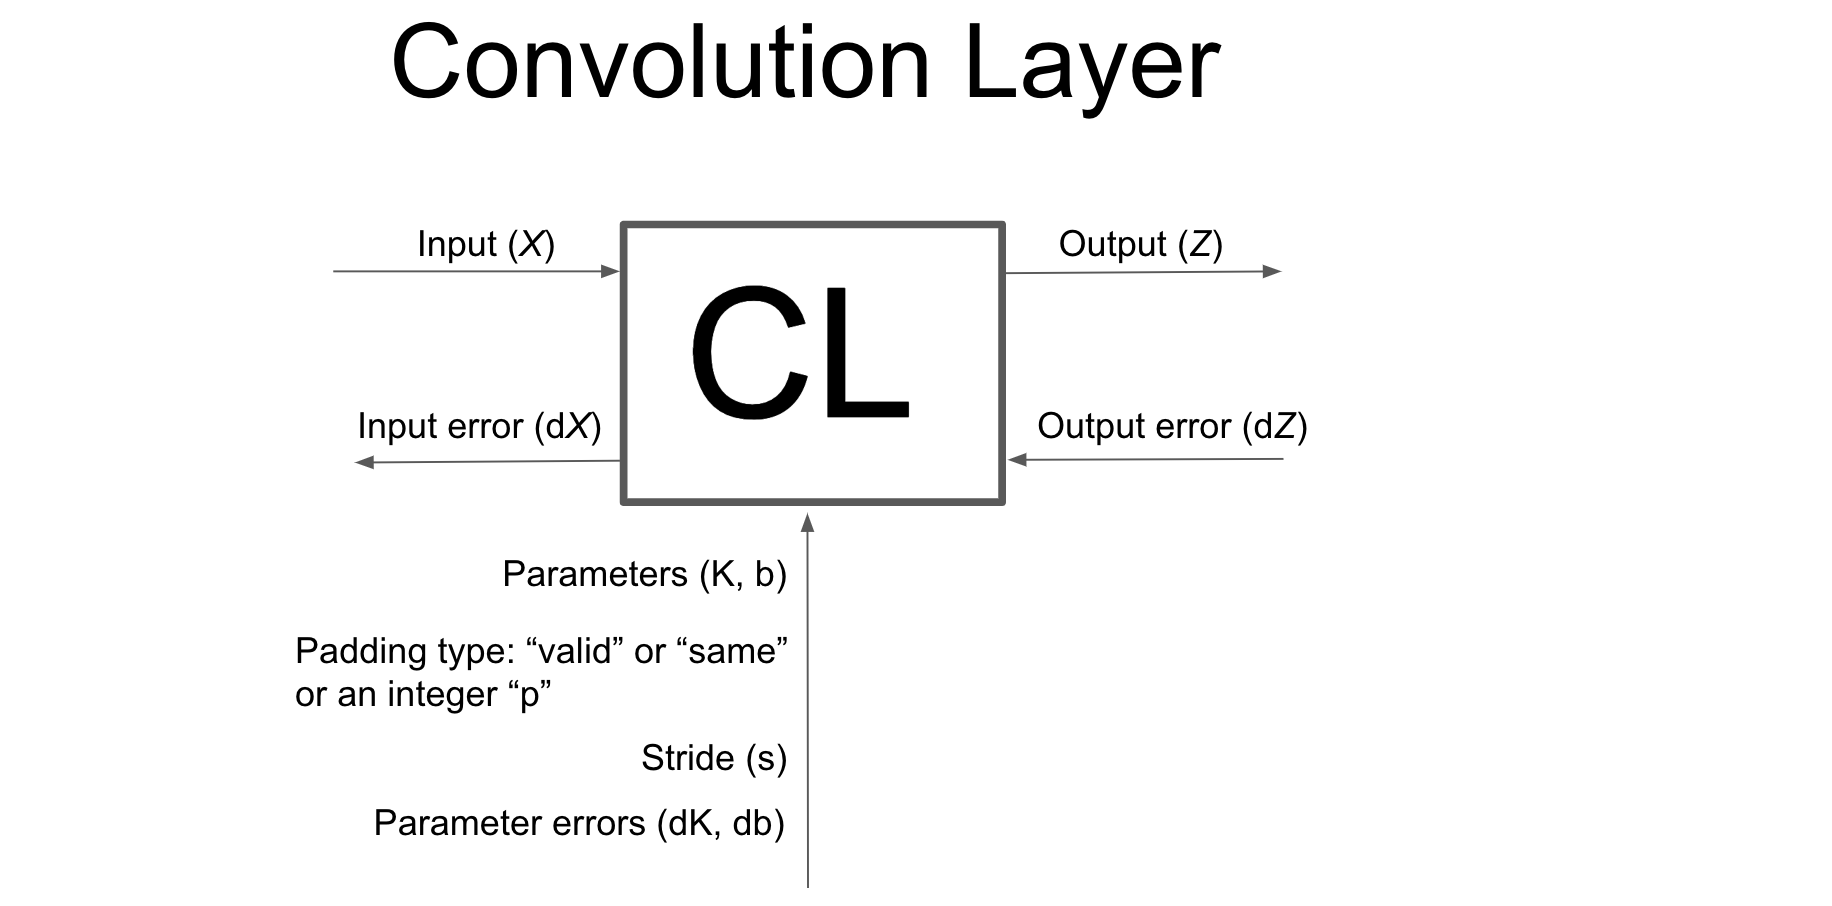 Convolution Layer
Input (X)
Output (Z)
CL
Input error (dX)
Output error (dZ)
Parameters (K, b)
Padding type: “valid” or “same”
or an integer “p”
Stride (s)
Parameter errors (dK, db)